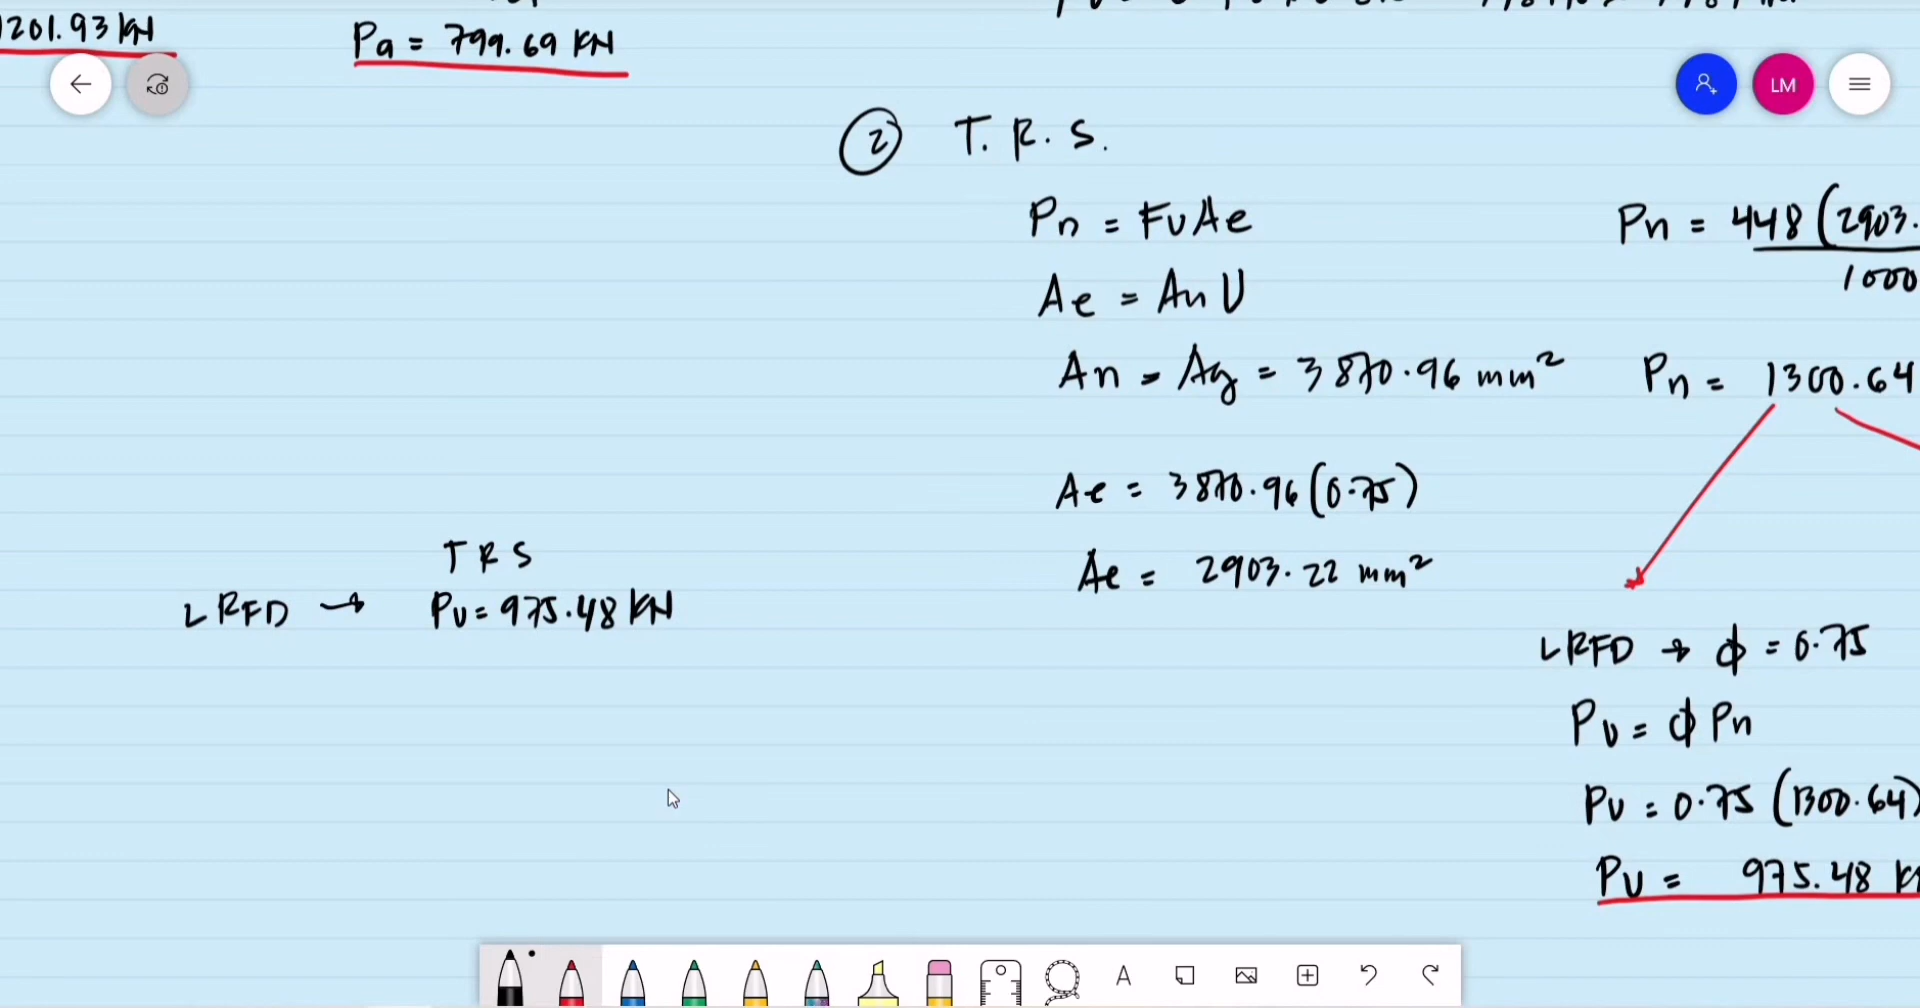 1201.93 kN
Pa = 799.69 KN
LM
② T. R. S.
Pn = FuAe
Ae = AnU
An = Ag = 3870.96 mm²
Ae = 3870.96 (0.75)
Ae = 2903.22 mm²
Pn = 448 (2903.
1000
Pn = 1300.64
LRFD → ϕ = 0.75
Pu = ϕ Pn
Pu = 0.75 (1300.64)
Pu = 975.48 k
T R S
LRFD → Pu = 975.48 KN
A